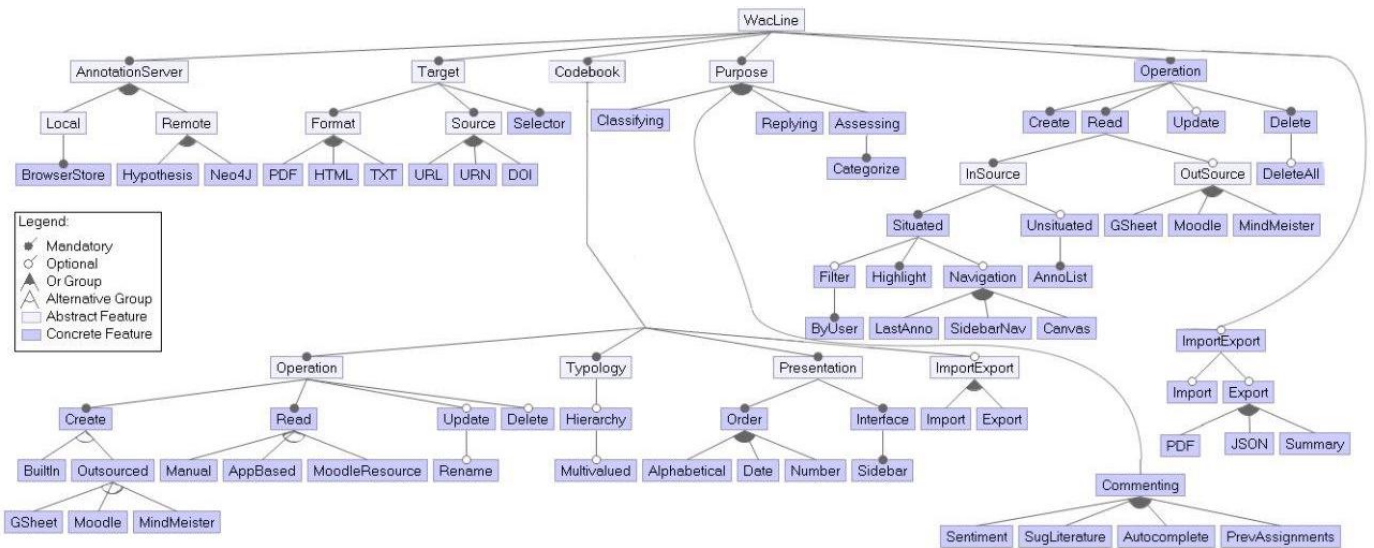 WacLine
AnnotationServer Target Codebook Purpose Operation
Local Remote Format Source Selector Classifying Replying Assessing Create Read Update Delete
BrowserStore Hypothesis Neo4J PDF HTML TXT URL URN DOI Categorize InSource OutSource DeleteAll
Legend:
Mandatory
Optional
Or Group
Alternative Group
Abstract Feature
Concrete Feature
Situated Unsituated GSheet Moodle MindMeister
Filter Highlight Navigation AnnoList
ByUser LastAnno SidebarNav Canvas
ImportExport
Operation Typology Presentation ImportExport
Import Export
Create Read Update Delete Hierarchy Order Interface Import Export
PDF JSON Summary
BuiltIn Outsourced Manual AppBased MoodleResource Rename Multivalued Alphabetical Date Number Sidebar
Commenting
GSheet Moodle MindMeister
Sentiment SugLiterature Autocomplete PrevAssignments